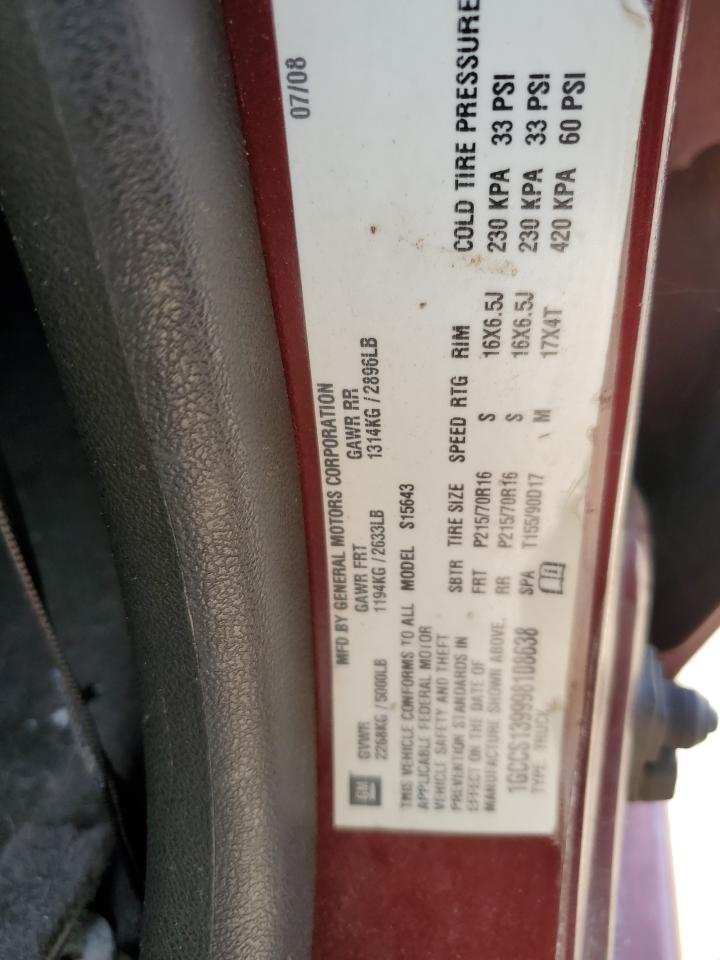 MFD BY GENERAL MOTORS CORPORATION 07/08
GM GVWR GAWR FRT GAWR RR
2268KG / 5000LB 1194KG / 2633LB 1314KG / 2896LB
THIS VEHICLE CONFORMS TO ALL
APPLICABLE FEDERAL MOTOR
VEHICLE SAFETY AND THEFT
PREVENTION STANDARDS IN
EFFECT ON THE DATE OF
MANUFACTURE SHOWN ABOVE.
1GCCS139998108638
TYPE: TRUCK
MODEL S15643
SBTR TIRE SIZE SPEED RTG RIM COLD TIRE PRESSURE
FRT P215/70R16 S 16X6.5J 230 KPA 33 PSI
RR P215/70R16 S 16X6.5J 230 KPA 33 PSI
SPA T155/90D17 M 17X4T 420 KPA 60 PSI